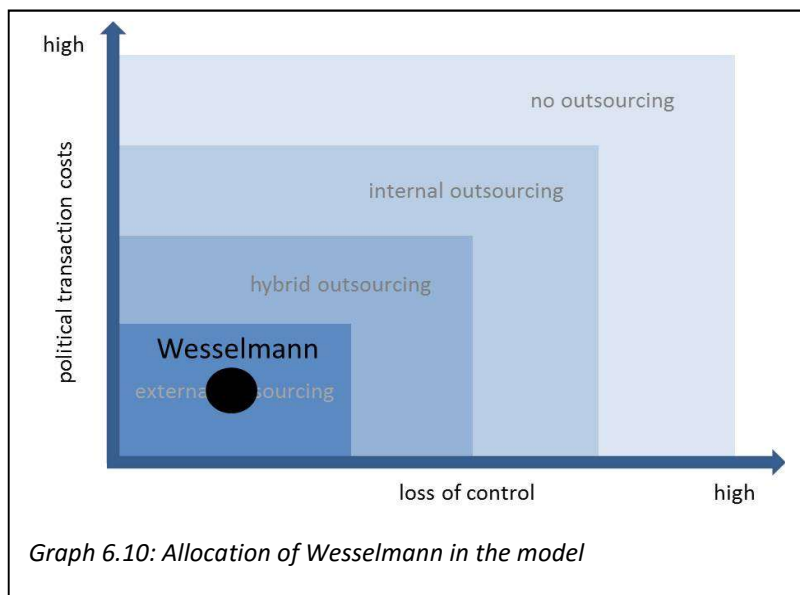 high
no outsourcing
internal outsourcing
political transaction costs
hybrid outsourcing
Wesselmann
sourcing
loss of control
high
Graph 6.10: Allocation of Wesselmann in the model